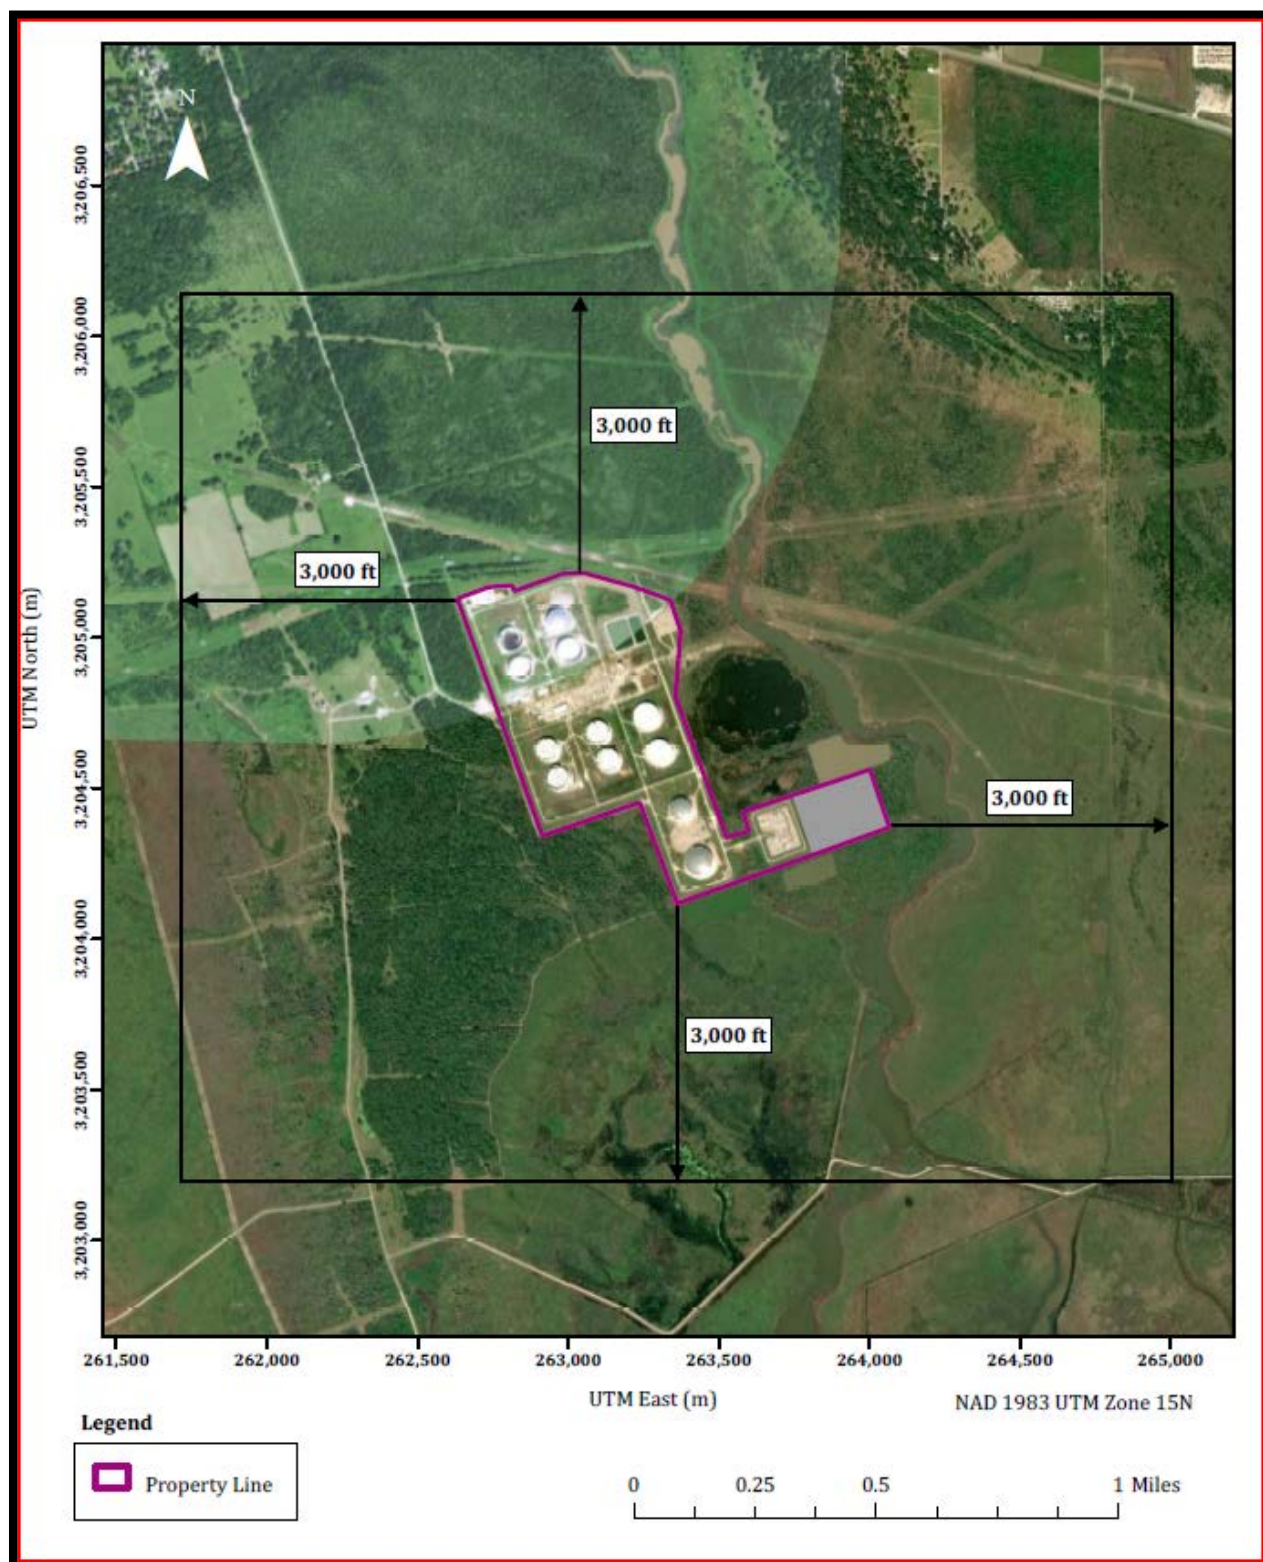 N
3,206,500
3,206,000
3,000 ft
3,205,500
3,000 ft
3,205,000
UTM North (m)
3,204,500
3,000 ft
3,204,000
3,000 ft
3,203,500
3,203,000
261,500
262,000
262,500
263,000
263,500
264,000
264,500
265,000
UTM East (m)
NAD 1983 UTM Zone 15N
Legend
Property Line
0
0.25
0.5
1 Miles